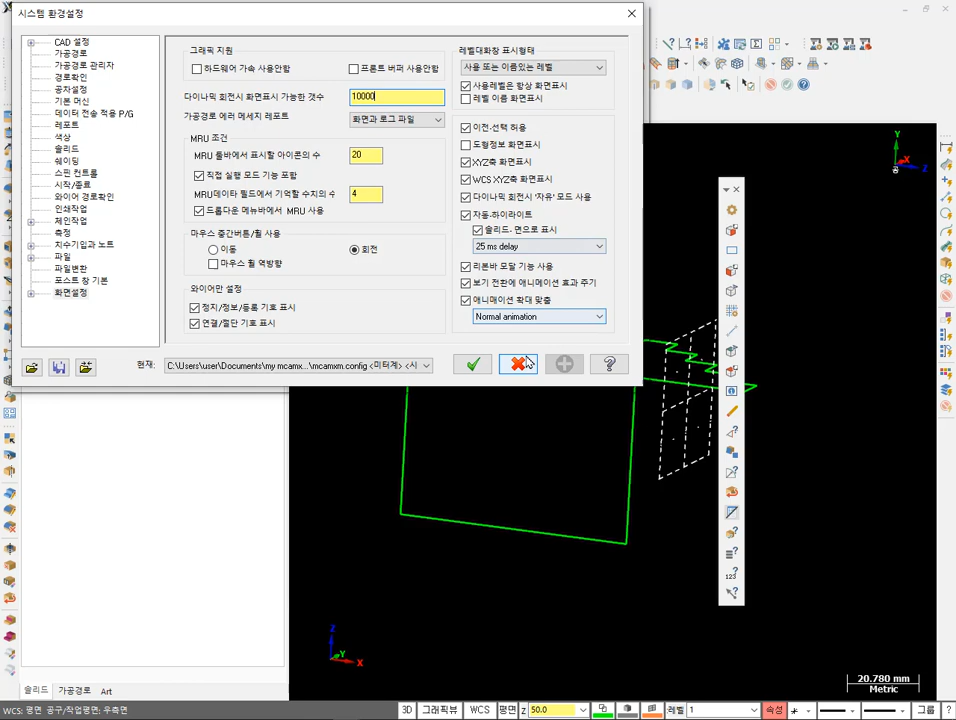 시스템 환경설정
CAD 설정
가공경로
가공경로 관리자
경로확인
공차설정
기본 머신
데이터 전송 적용 P/G
레포트
색상
솔리드
쉐이딩
스핀 컨트롤
시작/종료
와이어 경로확인
인쇄작업
체인작업
측정
치수기입과 노트
파일
파일변환
포스트 창 기본
화면설정
그래픽 지원
하드웨어 가속 사용안함
프론트 버퍼 사용안함
다이나믹 회전시 화면표시 가능한 갯수
10000
가공경로 에러 메세지 레포트
화면과 로그 파일
MRU 조건
MRU 툴바에서 표시할 아이콘의 수
20
직접 실행 모드 기능 포함
MRU데이타 필드에서 기억할 수치의 수
4
드롭다운 메뉴바에서 MRU 사용
마우스 중간버튼/휠 사용
이동
회전
마우스 휠 역방향
와이어만 설정
정지/정보/등록 기호 표시
연결/절단 기호 표시
레벨대화창 표시형태
사용 또는 이름있는 레벨
사용레벨은 항상 화면표시
레벨 이름 화면표시
이전-선택 허용
도형정보 화면표시
XYZ축 화면표시
WCS XYZ축 화면표시
다이나믹 회전시 '자유' 모드 사용
자동-하이라이트
솔리드- 면으로 표시
25 ms delay
리본바 모달 기능 사용
보기 전환에 애니메이션 효과 주기
애니매이션 확대 맞춤
Normal animation
현재:
C:\Users\user\Documents\my mcamx...\mcamxm.config <미터계> <시
Y
X
Z
Z
Y
X
123
20.780 mm
Metric
솔리드
가공경로
Art
WCS: 평면 공구/작업평면: 우측면
3D
그래픽뷰
WCS
평면
Z
50.0
레벨
1
속성
그룹